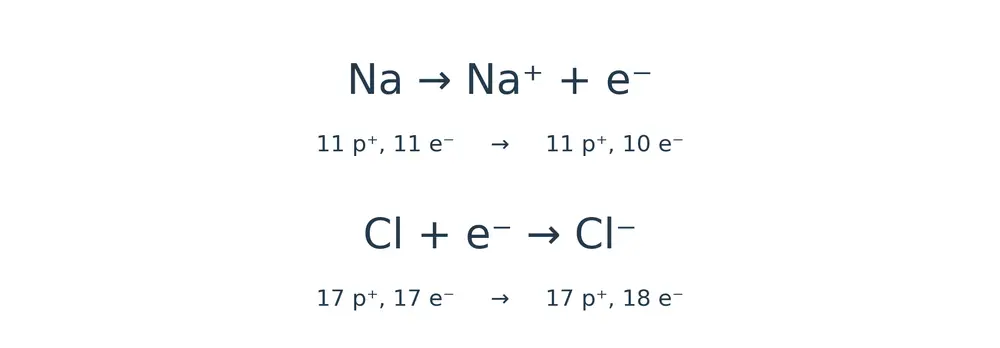 Na → Na⁺ + e⁻
11 p⁺, 11 e⁻ → 11 p⁺, 10 e⁻
Cl + e⁻ → Cl⁻
17 p⁺, 17 e⁻ → 17 p⁺, 18 e⁻